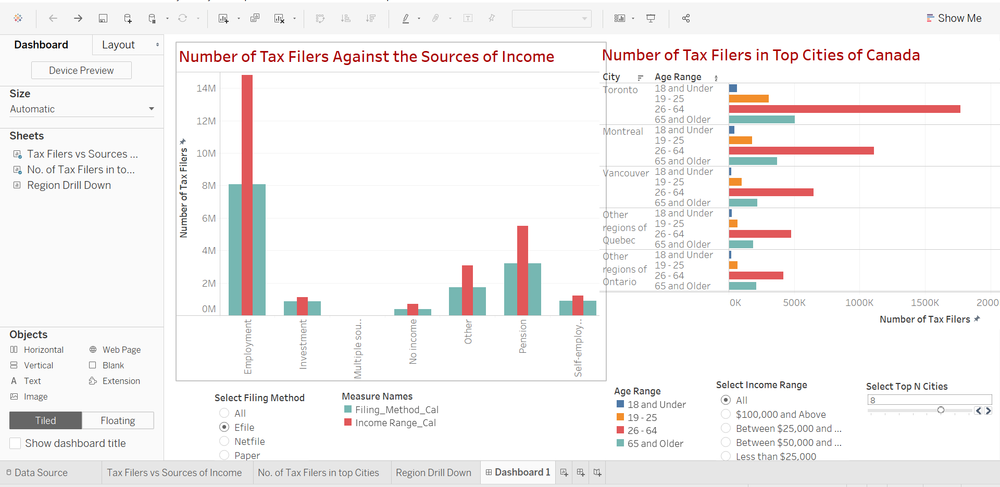 Show Me
Dashboard
Layout
Device Preview
Size
Automatic
Sheets
Tax Filers vs Sources ...
No. of Tax Filers in to...
Region Drill Down
Objects
Horizontal
Web Page
Vertical
Blank
A Text
Extension
Image
Tiled
Floating
Show dashboard title
Number of Tax Filers Against the Sources of Income
Number of Tax Filers
14M
12M
10M
8M
6M
4M
2M
0M
Employment
Investment
Multiple sou..
No income
Other
Pension
Self-employ..
Select Filing Method
All
Efile
Netfile
Paper
Measure Names
Filing_Method_Cal
Income Range_Cal
Number of Tax Filers in Top Cities of Canada
City Age Range
Toronto 18 and Under
19 - 25
26 - 64
65 and Older
Montreal 18 and Under
19 - 25
26 - 64
65 and Older
Vancouver 18 and Under
19 - 25
26 - 64
65 and Older
Other regions of Quebec 18 and Under
19 - 25
26 - 64
65 and Older
Other regions of Ontario 18 and Under
19 - 25
26 - 64
65 and Older
0K 500K 1000K 1500K 2000
Number of Tax Filers
Age Range
18 and Under
19 - 25
26 - 64
65 and Older
Select Income Range
All
$100,000 and Above
Between $25,000 and ...
Between $50,000 and ...
Less than $25,000
Select Top N Cities
8
Data Source
Tax Filers vs Sources of Income
No. of Tax Filers in top Cities
Region Drill Down
Dashboard 1